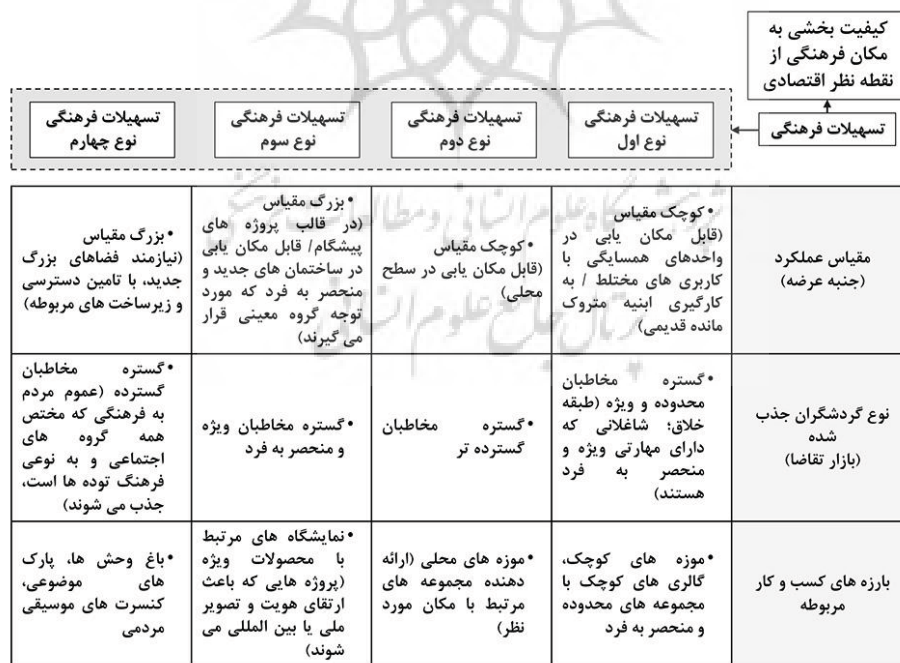 کیفیت بخشی به
مکان فرهنگی از
نقطه نظر اقتصادی
تسهیلات فرهنگی
تسهیلات فرهنگی
نوع اول
تسهیلات فرهنگی
نوع دوم
تسهیلات فرهنگی
نوع سوم
تسهیلات فرهنگی
نوع چهارم
مقیاس عملکرد
(جنبه عرضه)
•کوچک مقیاس
(قابل مکان یابی در
واحدهای همسایگی با
کاربری های مختلط / به
کارگیری ابنیه متروک
مانده قدیمی)
•کوچک مقیاس
(قابل مکان یابی در سطح
محلی)
•بزرگ مقیاس
(در قالب پروژه های
پیشگام/ قابل مکان یابی
در ساختمان های جدید و
منحصر به فرد که مورد
توجه گروه معینی قرار
می گیرند)
•بزرگ مقیاس
(نیازمند فضاهای بزرگ
جدید، با تامین دسترسی
و زیرساخت های مربوطه)
نوع گردشگران جذب
شده
(بازار تقاضا)
•گستره مخاطبان
محدوده و ویژه (طبقه
خلاق؛ شاغلانی که
دارای مهارتی ویژه و
منحصر به فرد
هستند)
•گستره مخاطبان
گسترده تر
•گستره مخاطبان ویژه
و منحصر به فرد
•گستره مخاطبان
گسترده (عموم مردم
به فرهنگی که مختص
همه گروه های
اجتماعی و به نوعی
فرهنگ توده ها است،
جذب می شوند)
بارزه های کسب و کار
مربوطه
•موزه های کوچک،
گالری های کوچک با
مجموعه های محدوده
و منحصر به فرد
•موزه های محلی (ارائه
دهنده مجموعه های
مرتبط با مکان مورد
نظر)
•نمایشگاه های مرتبط
با محصولات ویژه
(پروژه هایی که باعث
ارتقای هویت و تصویر
ملی یا بین المللی می
شوند)
•باغ وحش ها، پارک
های موضوعی،
کنسرت های موسیقی
مردمی
پژوهشگاه علوم انسانی و مطالعات فرهنگی
پرتال جامع علوم انسانی